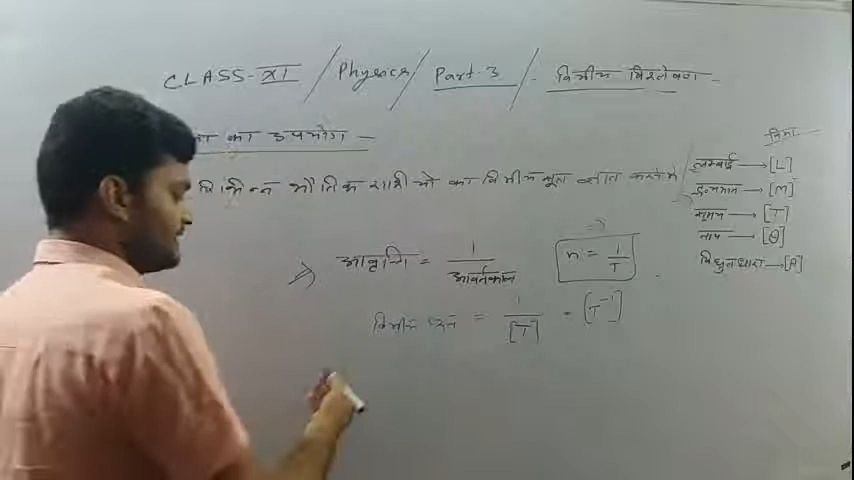 CLASS-XI / Physics / Part-3 / - विमीय विश्लेषण -
का उपयोग -
भौतिक राशीयो का विमीय सूत्र ज्ञात करने में
⇒ आवृत्ति = 1 / आवर्तकाल
n = 1/T
विमीय सूत्र = 1/[T] = [T⁻¹]
विमा
लम्बाई → [L]
द्रव्यमान → [M]
समय → [T]
ताप → [θ]
विधुतधारा → [A]